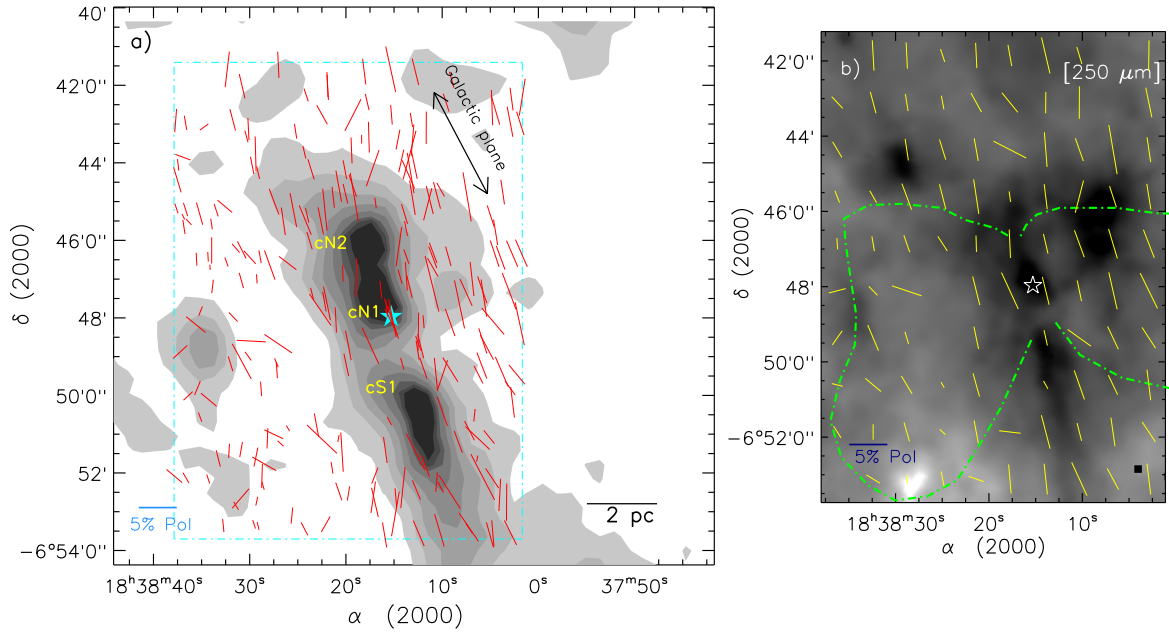 a)
40'
42'0"
44'
46'0"
48'
50'0"
52'
−6°54'0"
δ (2000)
Galactic plane
cN2
cN1
cS1
5% Pol
2 pc
18ʰ38ᵐ40ˢ 30ˢ 20ˢ 10ˢ 0ˢ 37ᵐ50ˢ
α (2000)
b)
[250 μm]
42'0"
44'
46'0"
48'
50'0"
−6°52'0"
δ (2000)
5% Pol
18ʰ38ᵐ30ˢ 20ˢ 10ˢ
α (2000)